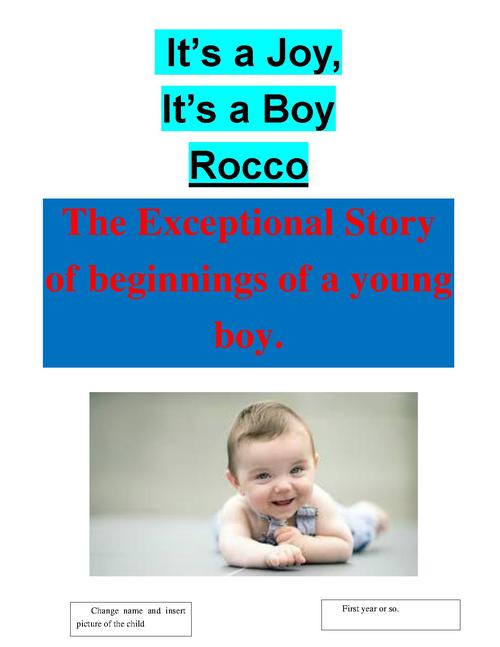 It’s a Joy,
It’s a Boy
Rocco
The Exceptional Story
of beginnings of a young
boy.
Change name and insert
picture of the child
First year or so.